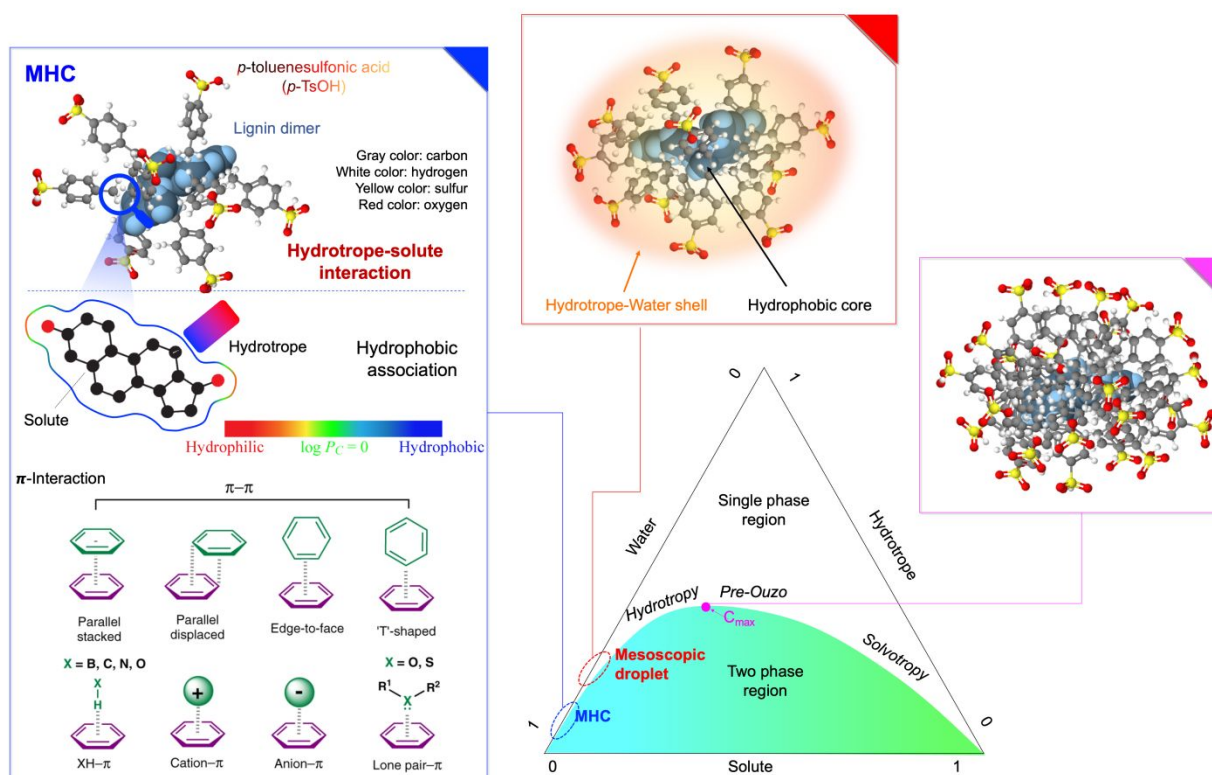 MHC
p-toluenesulfonic acid
(p-TsOH)
Lignin dimer
Gray color: carbon
White color: hydrogen
Yellow color: sulfur
Red color: oxygen
Hydrotrope-solute
interaction
Hydrotrope
Hydrophobic
association
Solute
Hydrophilic
log P_C = 0
Hydrophobic
π-Interaction
π–π
Parallel
stacked
Parallel
displaced
Edge-to-face
'T'-shaped
X = B, C, N, O
X = O, S
X
H
+
-
R¹
R²
X
XH–π
Cation–π
Anion–π
Lone pair–π
Hydrotrope-Water shell
Hydrophobic core
0
1
Water
Single phase
region
Hydrotrope
Hydrotropy
Pre-Ouzo
C_max
Solvotropy
Mesoscopic
droplet
Two phase
region
MHC
1
0
0
Solute
1